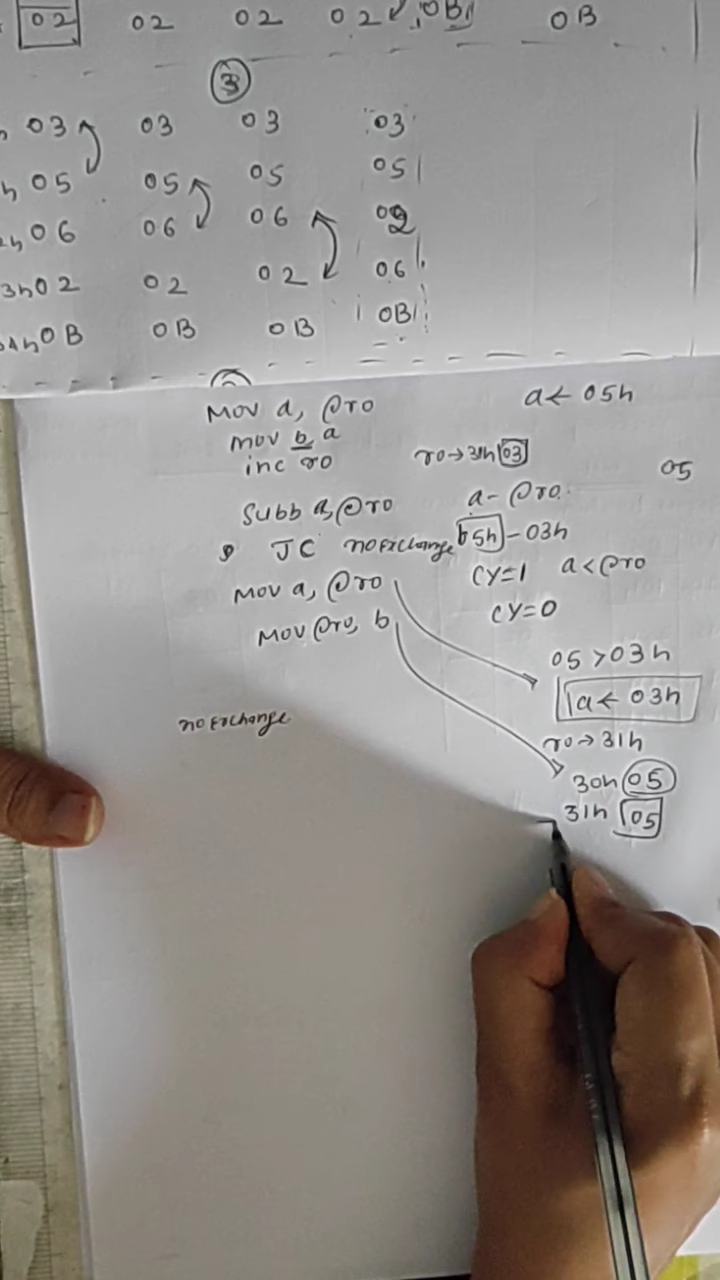 02 02 02 02 0B 0B
3
03 03 03 03
05 05 05 05
06 06 06 02
3h 02 02 02 06
0B 0B 0B 0B
Mov a, @r0 a← 05h
mov b, a
inc r0 r0→31h 03 05
Subb a, @r0 a - @r0
JC noExchange 05h - 03h
CY=1 a<@r0
Mov a, @r0
CY=0
Mov @r0, b
05 > 03h
a← 03h
noExchange
r0→31h
30h 05
31h 05